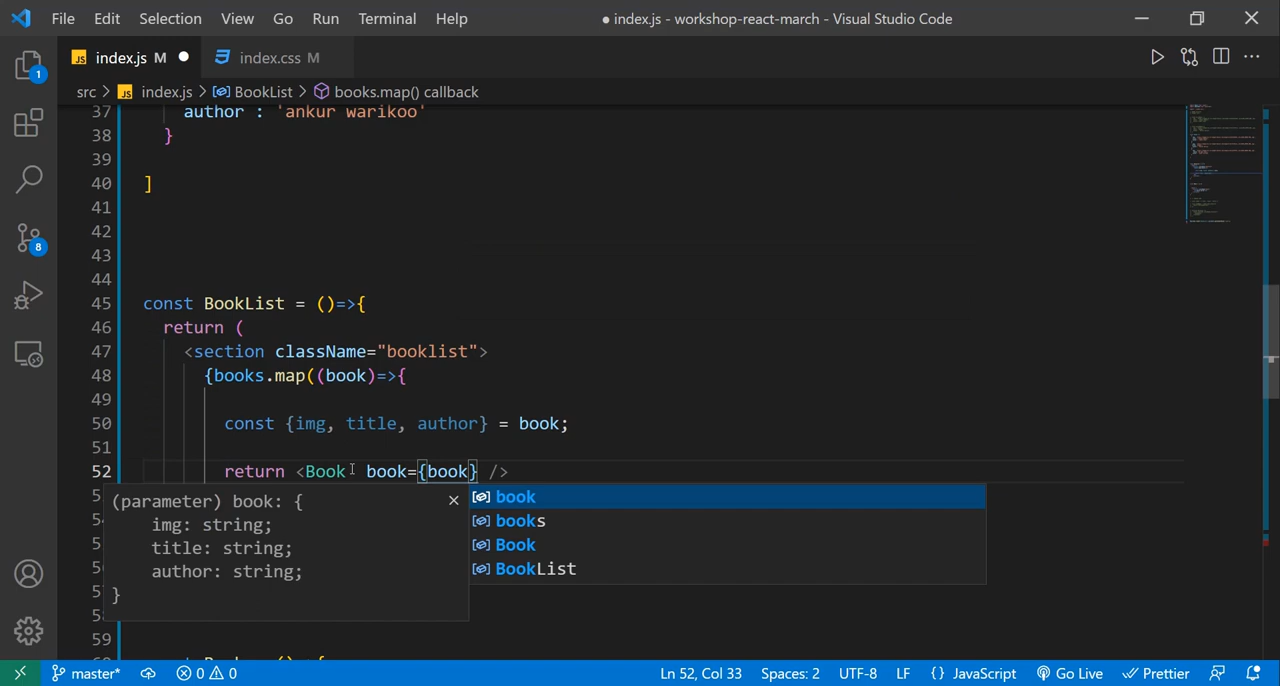 File Edit Selection View Go Run Terminal Help ● index.js - workshop-react-march - Visual Studio Code
JS index.js M ● index.css M
src > JS index.js > BookList > books.map() callback
1
8
37 author : 'ankur warikoo'
38 }
39
40 ]
41
42
43
44
45 const BookList = ()=>{
46 return (
47 <section className="booklist">
48 {books.map((book)=>{
49
50 const {img, title, author} = book;
51
52 return <Book book={book} />
(parameter) book: {
img: string;
title: string;
author: string;
}
book
books
Book
BookList
59
master* 0 0 Ln 52, Col 33 Spaces: 2 UTF-8 LF {} JavaScript Go Live Prettier